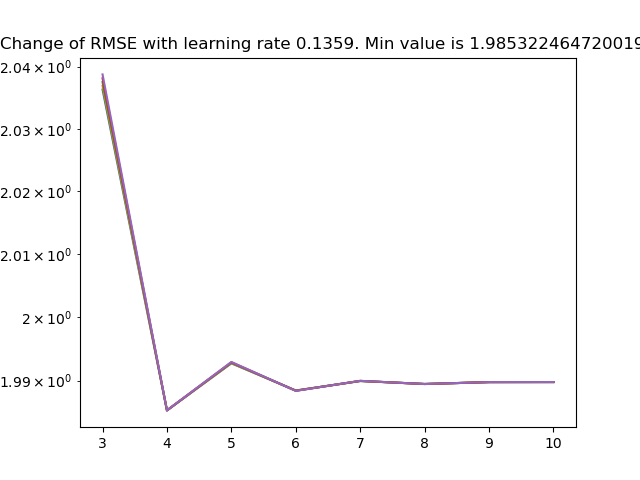 Change of RMSE with learning rate 0.1359. Min value is 1.985322464720019
2.04 × 10⁰
2.03 × 10⁰
2.02 × 10⁰
2.01 × 10⁰
2 × 10⁰
1.99 × 10⁰
3 4 5 6 7 8 9 10